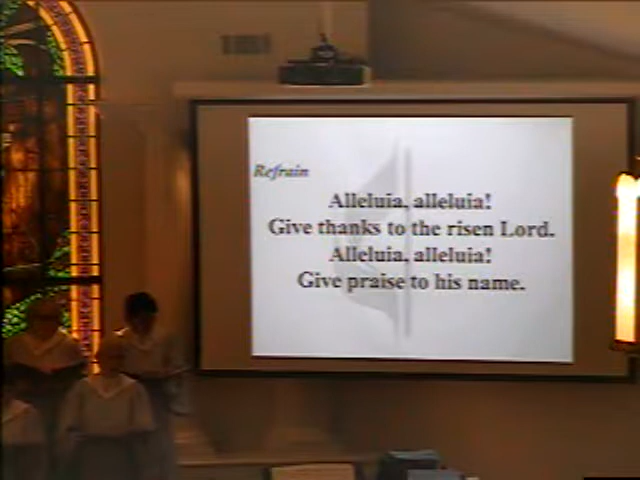 Refrain
Alleluia, alleluia!
Give thanks to the risen Lord.
Alleluia, alleluia!
Give praise to his name.